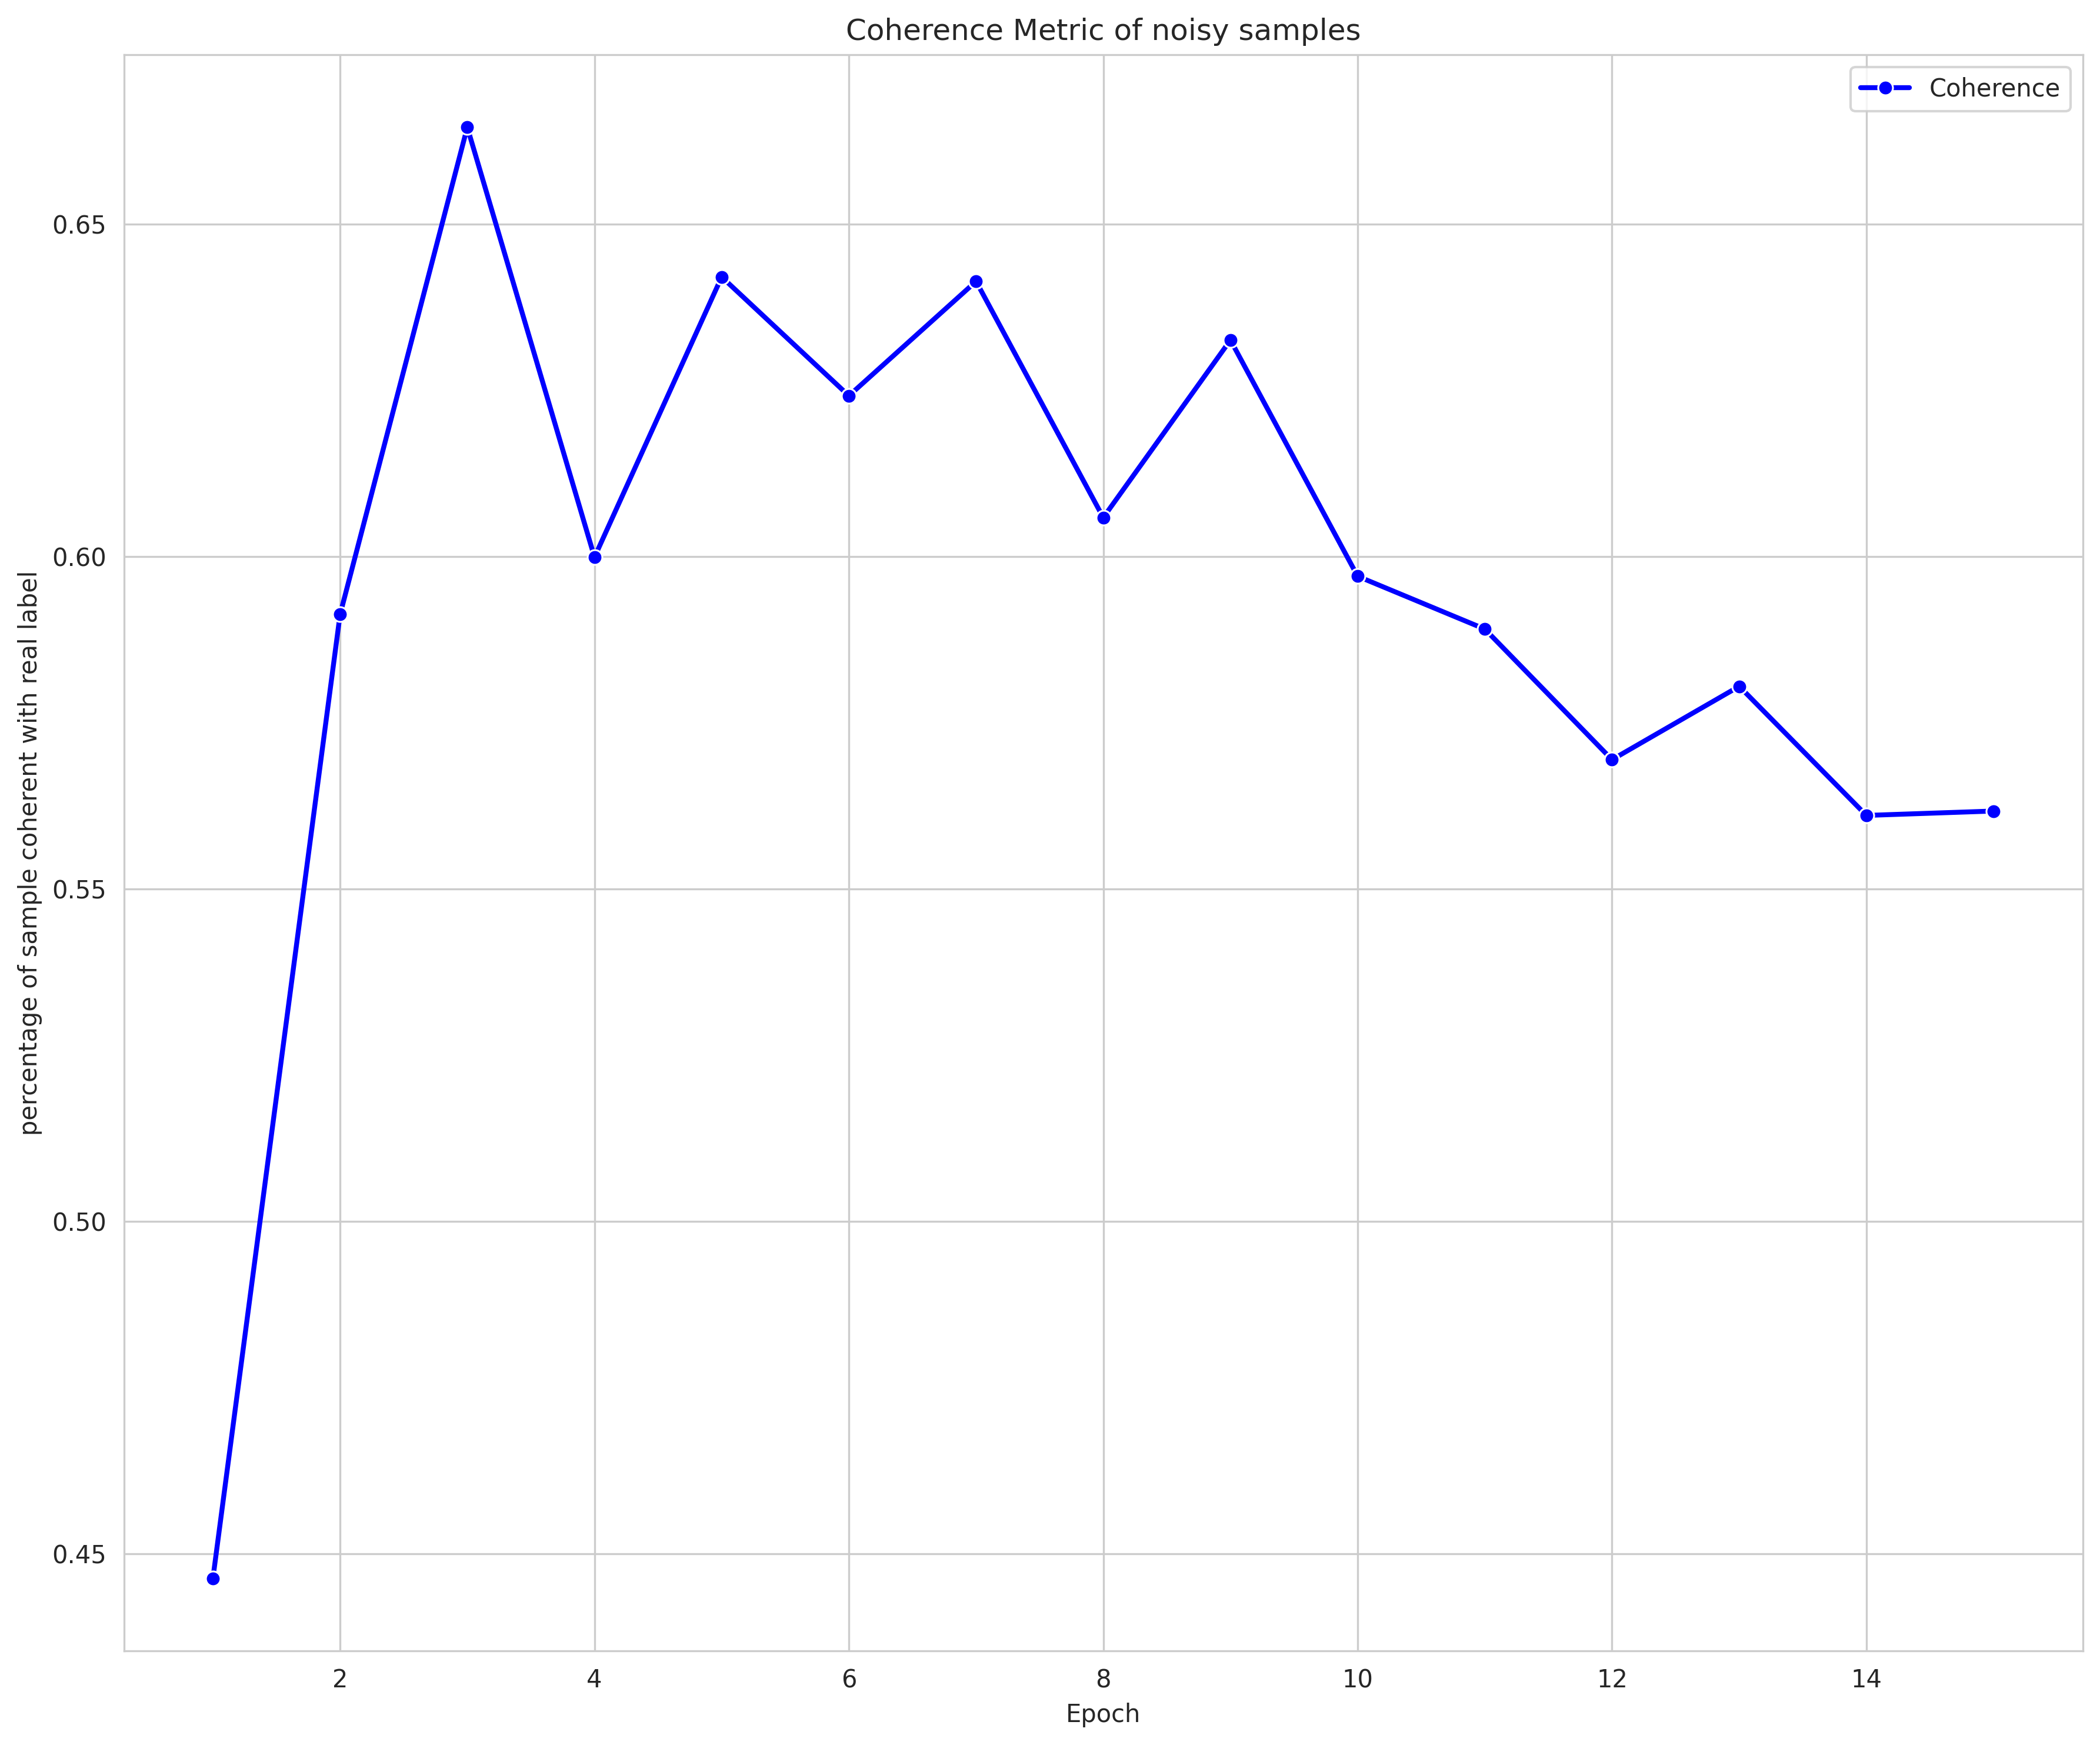 Coherence Metric of noisy samples
Coherence
percentage of sample coherent with real label
0.65
0.60
0.55
0.50
0.45
2 4 6 8 10 12 14
Epoch